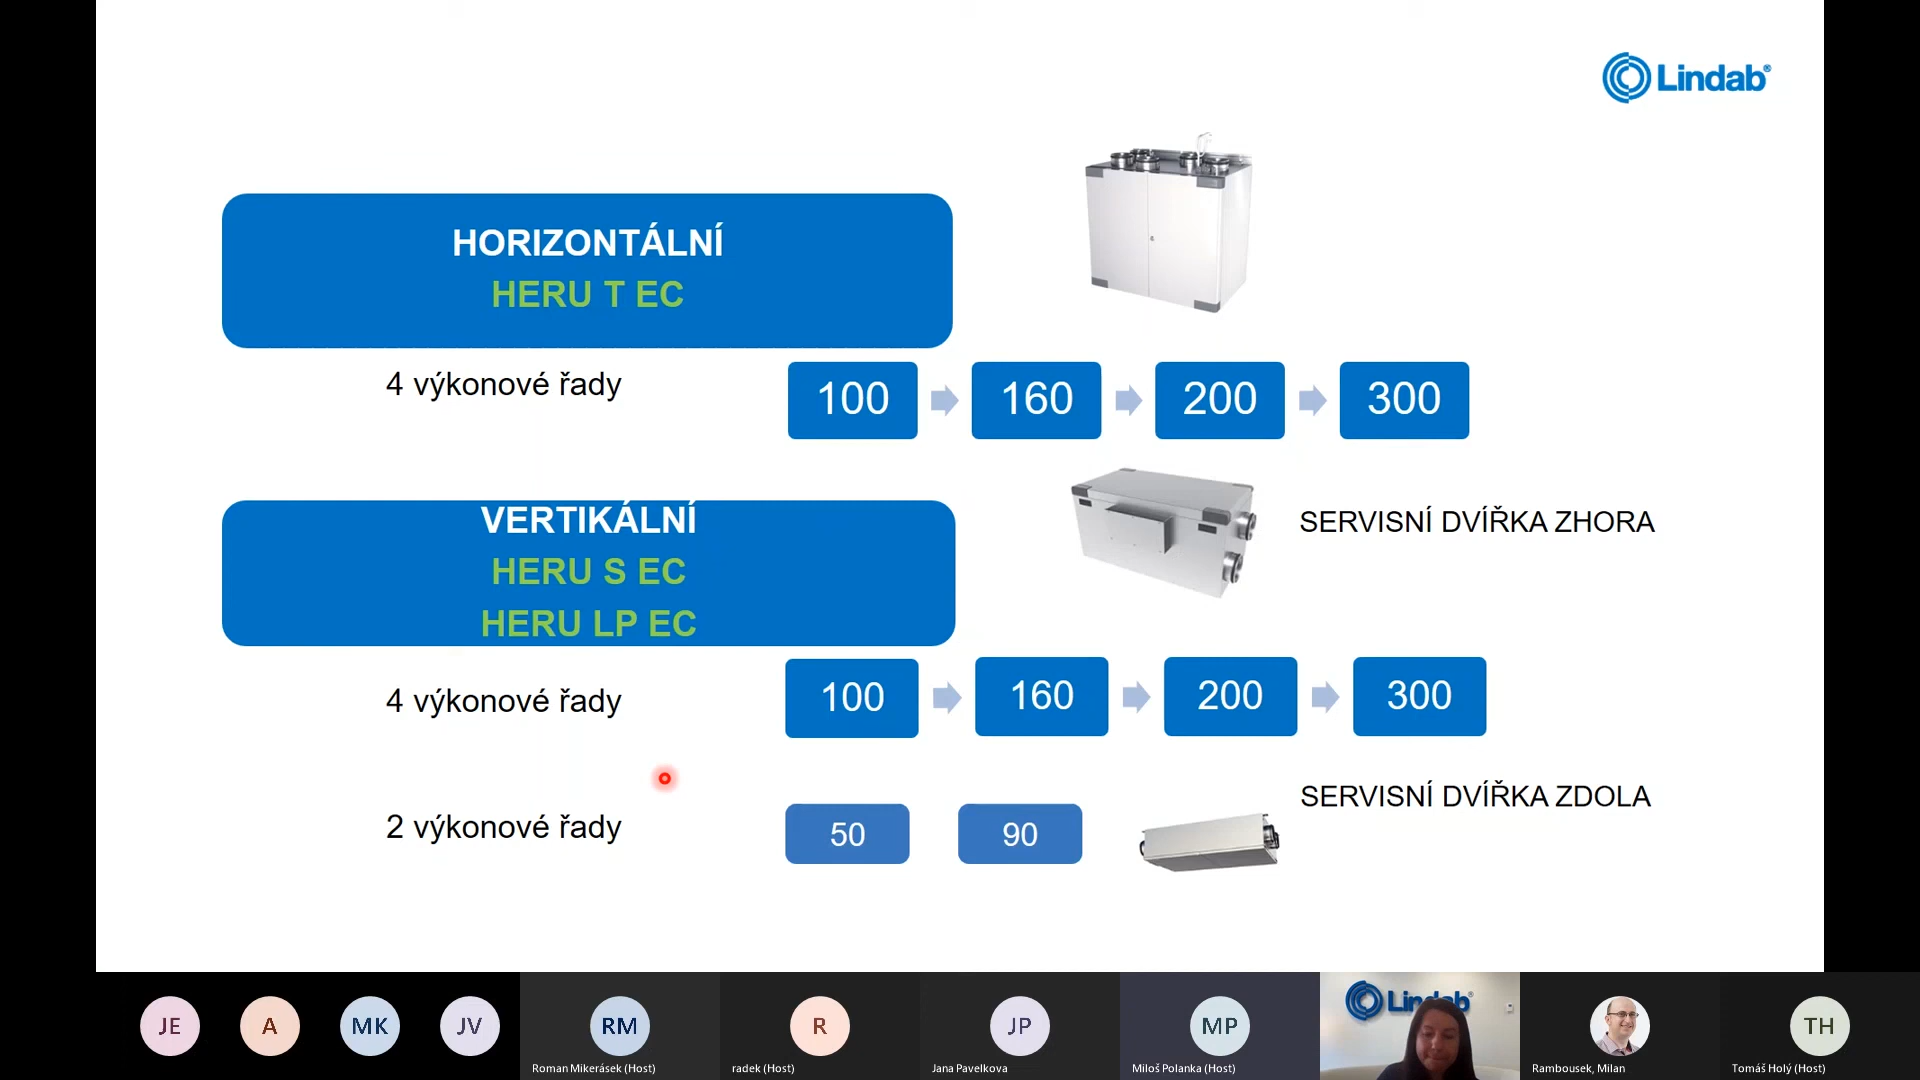 Lindab®
HORIZONTÁLNÍ
HERU T EC
4 výkonové řady
100
160
200
300
VERTIKÁLNÍ
HERU S EC
HERU LP EC
SERVISNÍ DVÍŘKA ZHORA
4 výkonové řady
100
160
200
300
SERVISNÍ DVÍŘKA ZDOLA
2 výkonové řady
50
90
JE
A
MK
JV
RM
R
JP
MP
Lindab
TH
Roman Mikerásek (Host)
radek (Host)
Jana Pavelkova
Miloš Polanka (Host)
Rambousek, Milan
Tomáš Holý (Host)